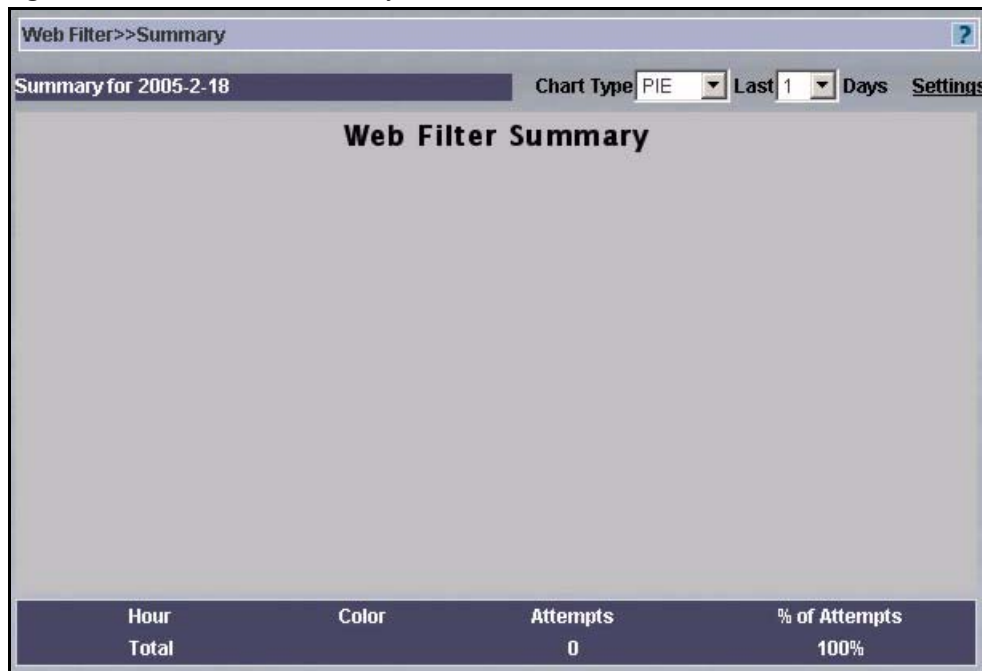 Web Filter>>Summary ?
Summary for 2005-2-18 Chart Type PIE Last 1 Days Settings
Web Filter Summary
Hour Color Attempts % of Attempts
Total 0 100%